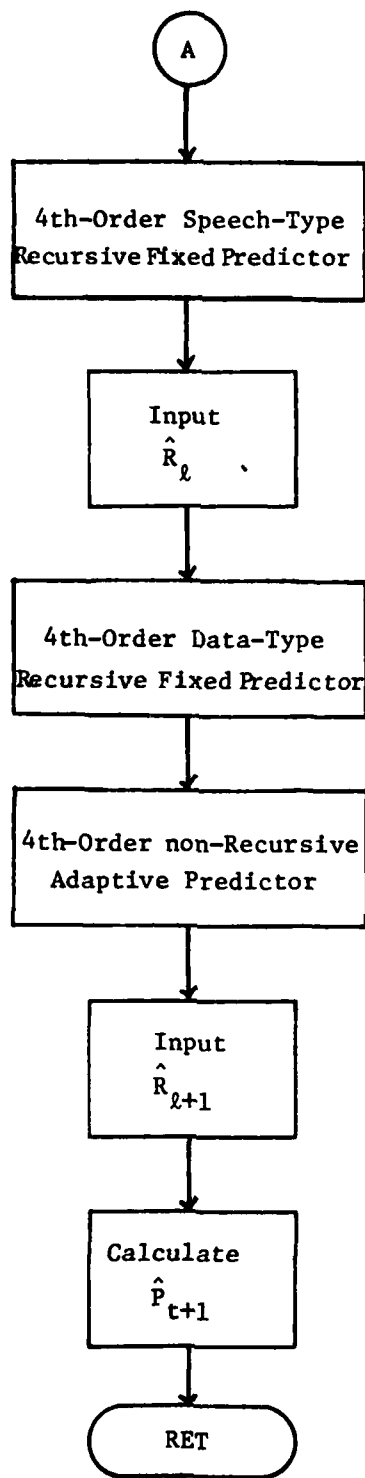 A
4th-Order Speech-Type
Recursive Fixed Predictor
Input
R̂ℓ
4th-Order Data-Type
Recursive Fixed Predictor
4th-Order non-Recursive
Adaptive Predictor
Input
R̂ℓ+1
Calculate
P̂t+1
RET